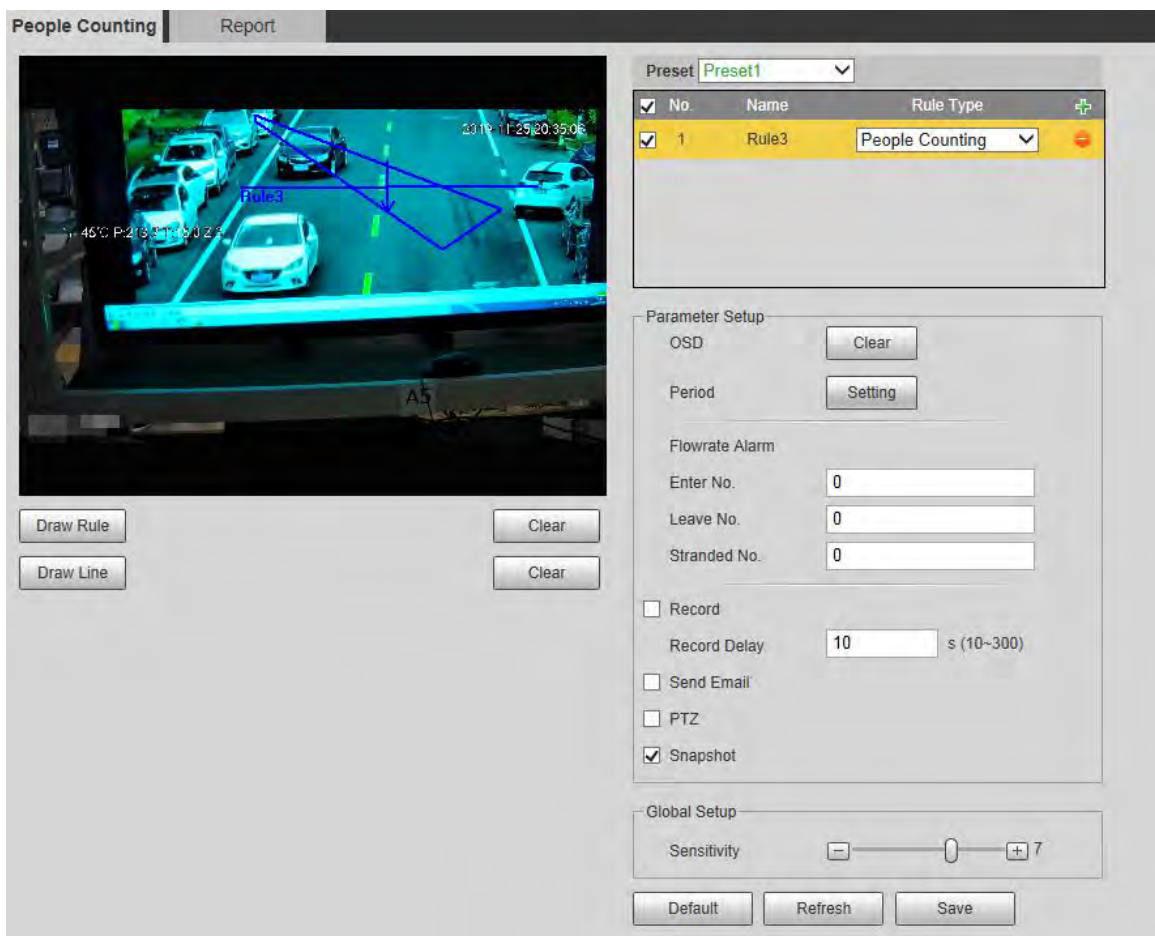 People Counting Report
Preset Preset1
No. Name Rule Type
1 Rule3 People Counting
2019-11-25 20:35:06
Rule3
A5
Parameter Setup
OSD Clear
Period Setting
Flowrate Alarm
Enter No. 0
Leave No. 0
Stranded No. 0
Draw Rule Clear
Draw Line Clear
Record
Record Delay 10 s (10~300)
Send Email
PTZ
Snapshot
Global Setup
Sensitivity 7
Default Refresh Save